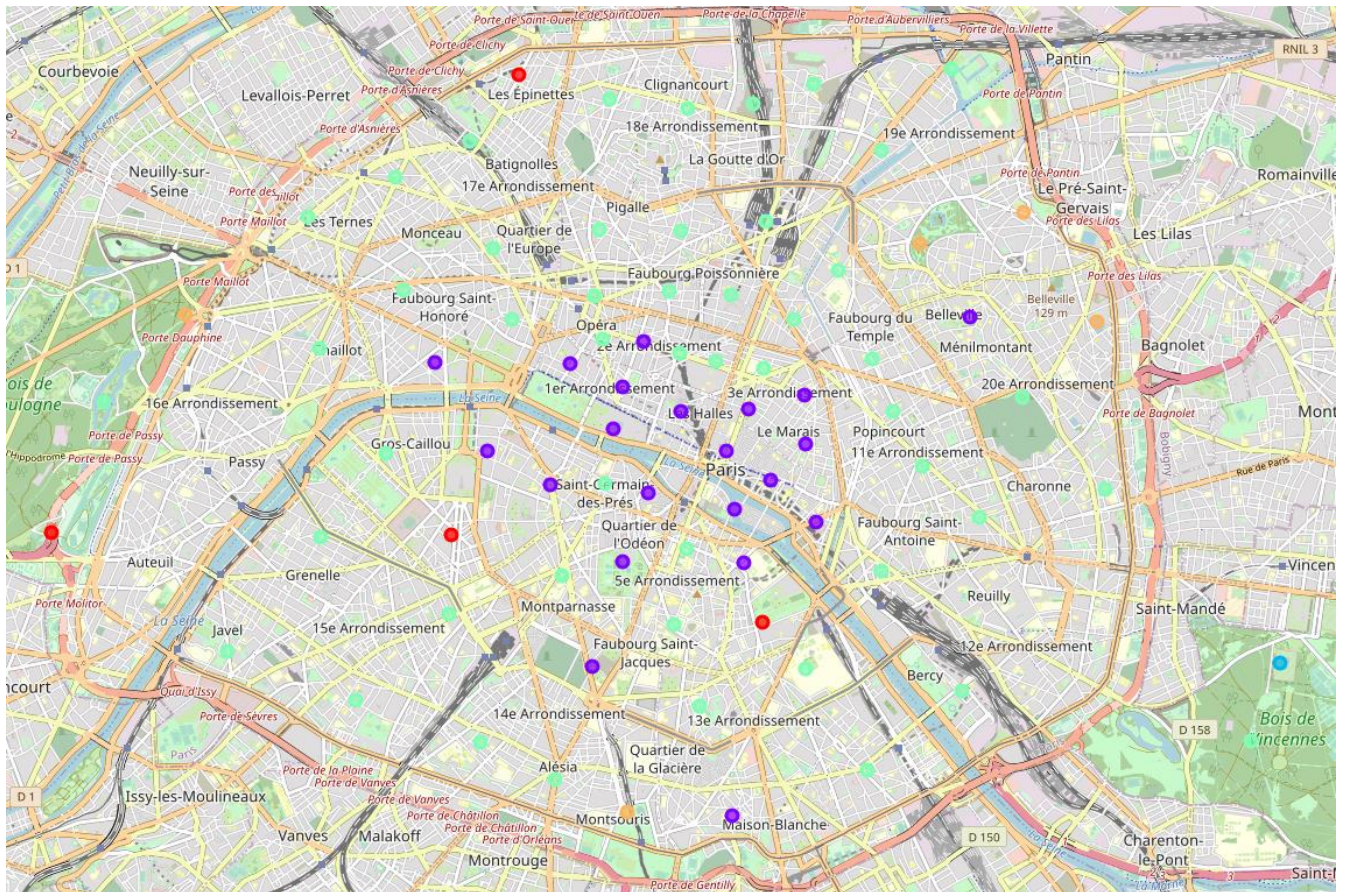 Porte de Saint-Ouen
te de Saint-Ouen
Porte de la Chapelle
Porte d'Aubervilliers
Porte de la Villette
Porte de Clichy
RNIL 3
Pantin
Courbevoie
Porte de Clichy
Porte d'Asnières
Levallois-Perret
Les Épinettes
Clignancourt
Porte de Pantin
Porte d'Asnières
18e Arrondissement
19e Arrondissement
Neuilly-sur-
Seine
Batignolles
La Goutte d'Or
Porte de Pantin
Romainville
17e Arrondissement
Le Pré-Saint-
Gervais
Porte des
Pigalle
Porte Maillot
Les Ternes
Porte des Lilas
Monceau
Quartier de
l'Europe
Les Lilas
D 1
Porte Maillot
Faubourg Poissonnière
Porte des Lilas
Faubourg Saint-
Honoré
Belleville
129 m
Porte Dauphine
Opéra
Faubourg du
Temple
Belleville
2e Arrondissement
Ménilmontant
Bagnolet
1er Arrondissement
3e Arrondissement
20e Arrondissement
16e Arrondissement
La Seine
Les Halles
Porte de Bagnolet
Le Marais
Popincourt
Porte de Passy
Gros-Caillou
11e Arrondissement
Passy
Porte de Passy
La Seine
Paris
Rue de Paris
Bobigny
Saint-Germain-
des-Prés
Charonne
Quartier de
l'Odéon
Faubourg Saint-
Antoine
Auteuil
Grenelle
5e Arrondissement
Vincen
Reuilly
Porte Molitor
Montparnasse
Saint-Mandé
La Seine
Javel
15e Arrondissement
Faubourg Saint-
Jacques
12e Arrondissement
Bercy
ncourt
Quai d'Issy
14e Arrondissement
13e Arrondissement
Porte de Sèvres
Bois de
Vincennes
D 158
Paris
Quartier de
la Glacière
Alésia
Porte de la Plaine
Porte de Vanves
D 1
Issy-les-Moulineaux
Porte de Vanves
Porte de Châtillon
Montsouris
Maison-Blanche
Vanves
Malakoff
Porte de Châtillon
Porte d'Orléans
D 150
Charenton-
le-Pont
Montrouge
Porte de Gentilly
La Marne
Saint-M